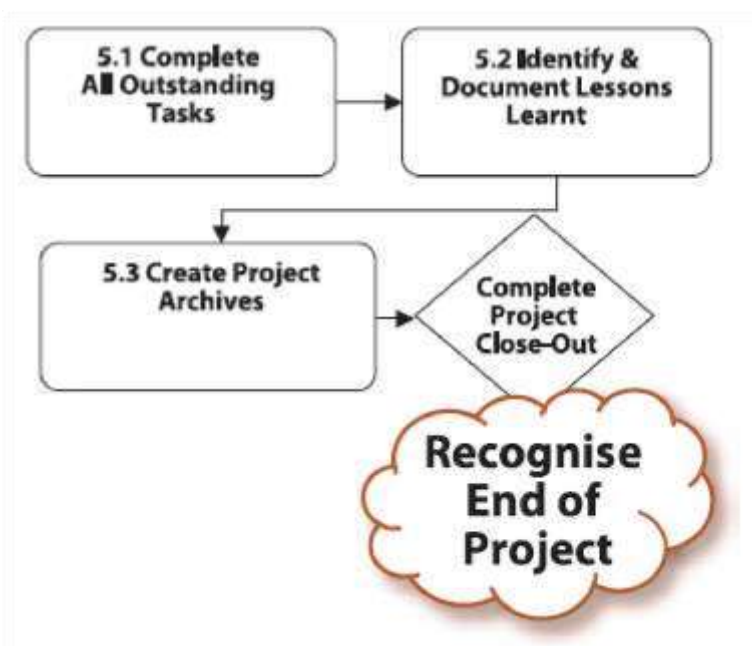 5.1 Complete
All Outstanding
Tasks
5.2 Identify &
Document Lessons
Learnt
5.3 Create Project
Archives
Complete
Project
Close-Out
Recognise
End of
Project